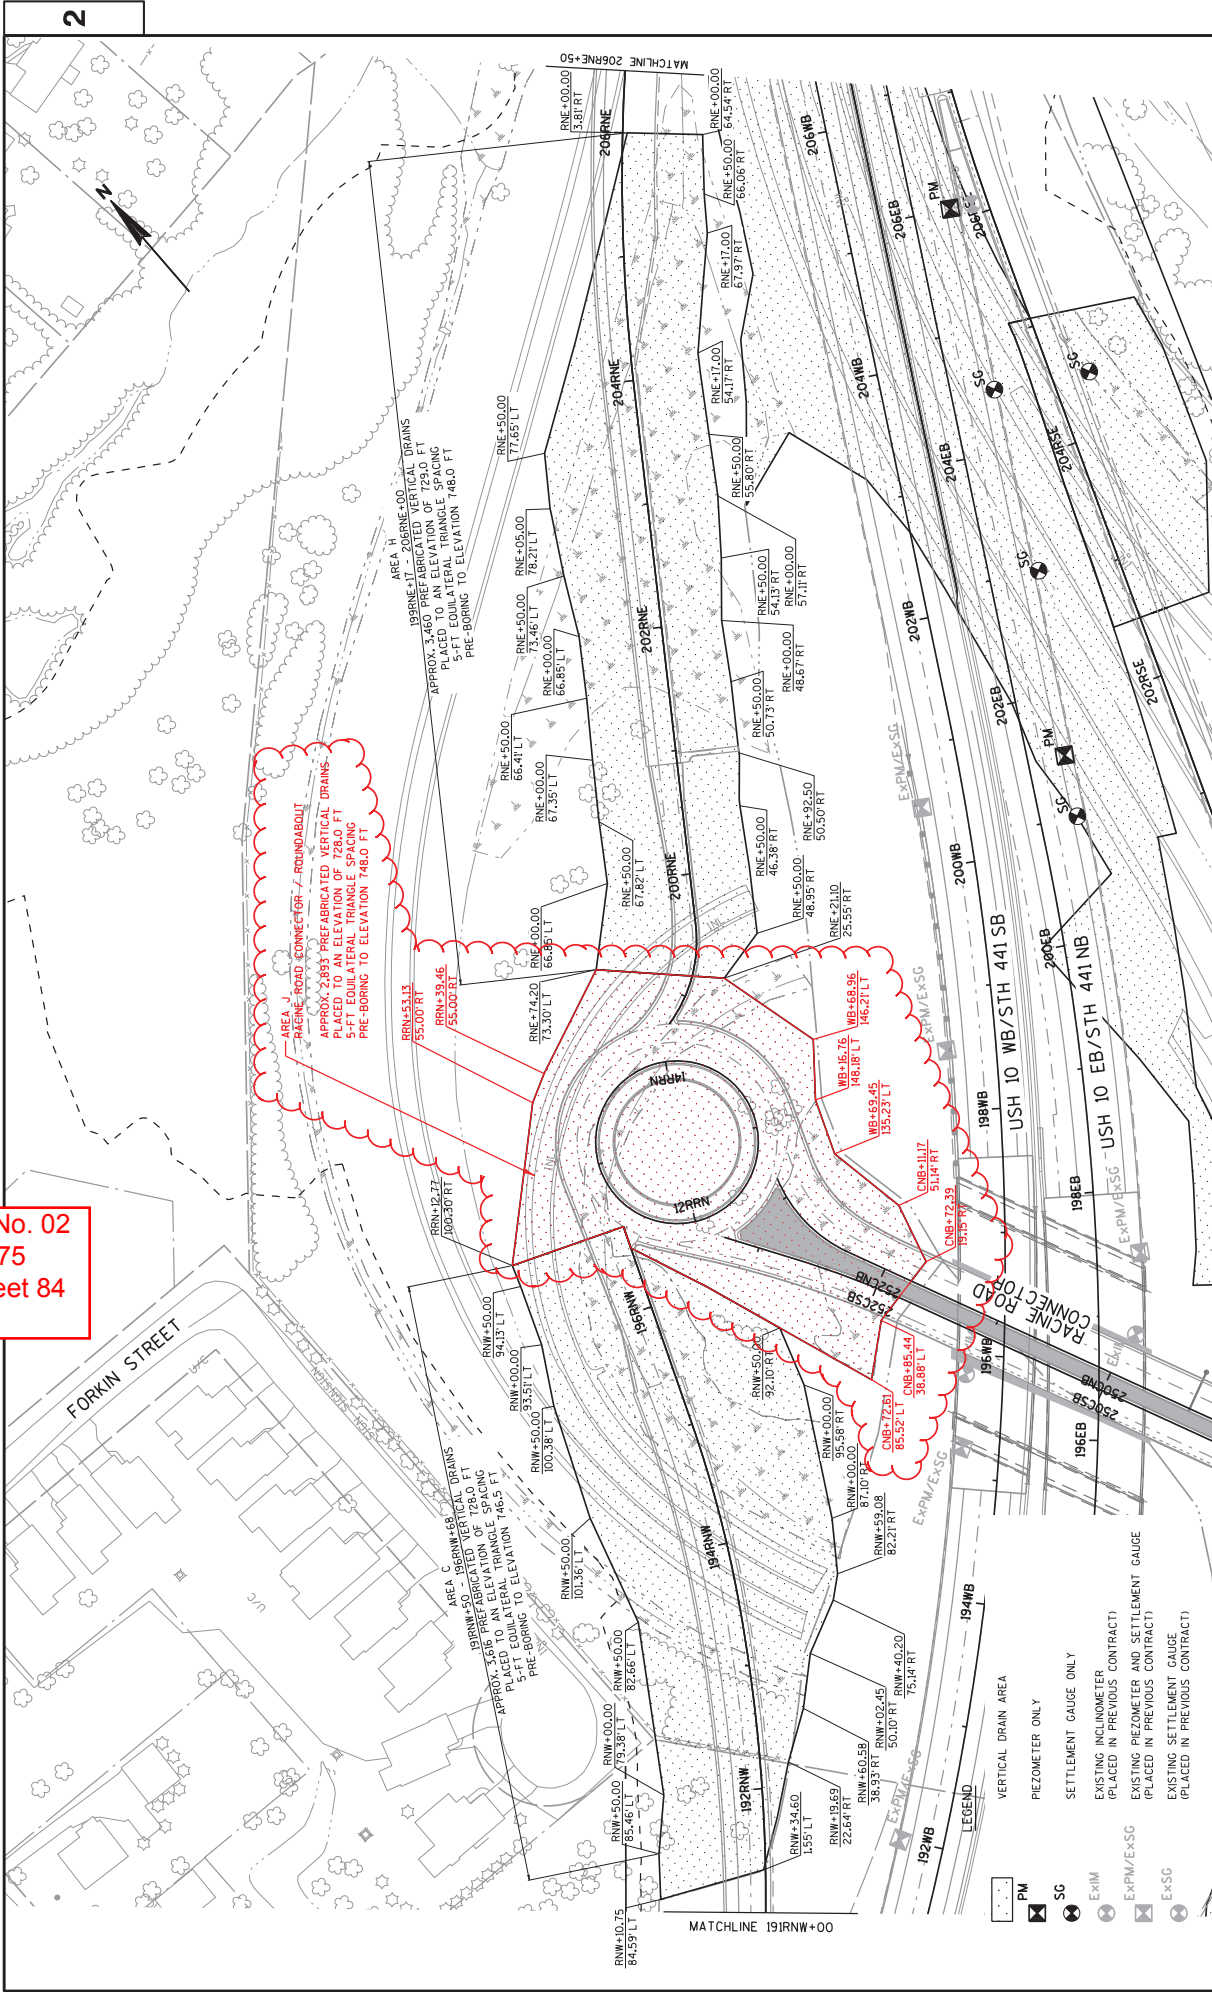 2
No. 02
75
eet 84
MATCHLINE 206RNE+50
RNE+00.00
3.81' RT
206RNE
RNE+00.00
64.54' RT
RNE+50.00
66.06' RT
RNE+17.00
67.97' RT
RNE+17.00
54.17' RT
RNE+50.00
55.80' RT
RNE+50.00
54.13' RT
RNE+00.00
57.11' RT
RNE+00.00
48.67' RT
RNE+50.00
50.73' RT
RNE+92.50
50.50' RT
RNE+50.00
46.38' RT
RNE+50.00
48.95' RT
RNE+21.10
25.55' RT
N
AREA H
199RNE+17 - 206RNE+00
APPROX. 3,460 PREFABRICATED VERTICAL DRAINS
PLACED TO AN ELEVATION OF 729.0 FT
5-FT EQUILATERAL TRIANGLE SPACING
PRE-BORING TO ELEVATION 748.0 FT
RNE+50.00
77.65' LT
RNE+05.00
78.21' LT
RNE+50.00
73.46' LT
RNE+00.00
66.85' LT
RNE+50.00
66.41' LT
RNE+00.00
67.35' LT
RNE+50.00
67.82' LT
RNE+00.00
66.85' LT
RNE+74.20
73.30' LT
204RNE
202RNE
200RNE
AREA J
RACINE ROAD CONNECTOR / ROUNDABOUT
APPROX. 2,893 PREFABRICATED VERTICAL DRAINS
PLACED TO AN ELEVATION OF 728.0 FT
5-FT EQUILATERAL TRIANGLE SPACING
PRE-BORING TO ELEVATION 748.0 FT
RRN+53.13
55.00' RT
RRN+39.46
55.00' RT
RRN+12.77
100.30' RT
14RRN
12RRN
WB+68.96
146.21' RT
WB+16.76
148.18' RT
WB+69.45
135.23' RT
CNB+11.17
51.14' RT
CNB+72.39
19.15' RT
CNB+85.44
38.88' LT
CNB+72.61
85.52' LT
252CNB
252CSB
250CNB
250CSB
RACINE ROAD
CONNECTOR
INL
INL
206WB
204WB
202WB
200WB
198WB
196WB
194WB
192WB
206EB
204EB
202EB
200EB
198EB
196EB
USH 10 WB/STH 441 SB
USH 10 EB/STH 441 NB
204RSE
202RSE
PM
SG
SG
SG
PM
SG
ExPM/ExSG
ExPM/ExSG
ExPM/ExSG
ExPM/ExSG
ExPM/ExSG
FORKIN STREET
U/C
U/C
AREA C
191RNW+50 - 196RNW+68
APPROX. 3,616 PREFABRICATED VERTICAL DRAINS
PLACED TO AN ELEVATION OF 728.0 FT
5-FT EQUILATERAL TRIANGLE SPACING
PRE-BORING TO ELEVATION 746.5 FT
RNW+50.00
94.13' LT
RNW+00.00
93.51' LT
RNW+50.00
100.38' LT
RNW+50.00
101.36' LT
RNW+50.00
82.66' LT
RNW+00.00
79.38' LT
RNW+50.00
85.46' LT
RNW+10.75
84.59' LT
196RNW
194RNW
192RNW
RNW+50.00
92.10' RT
RNW+00.00
95.58' RT
RNW+00.00
87.10' RT
RNW+59.08
82.21' RT
RNW+40.20
75.14' RT
RNW+02.45
50.10' RT
RNW+60.58
38.93' RT
RNW+19.69
22.64' RT
RNW+34.60
1.55' LT
MATCHLINE 191RNW+00
LEGEND
VERTICAL DRAIN AREA
PM
PIEZOMETER ONLY
SG
SETTLEMENT GAUGE ONLY
ExIM
EXISTING INCLINOMETER
(PLACED IN PREVIOUS CONTRACT)
ExPM/ExSG
EXISTING PIEZOMETER AND SETTLEMENT GAUGE
(PLACED IN PREVIOUS CONTRACT)
ExSG
EXISTING SETTLEMENT GAUGE
(PLACED IN PREVIOUS CONTRACT)